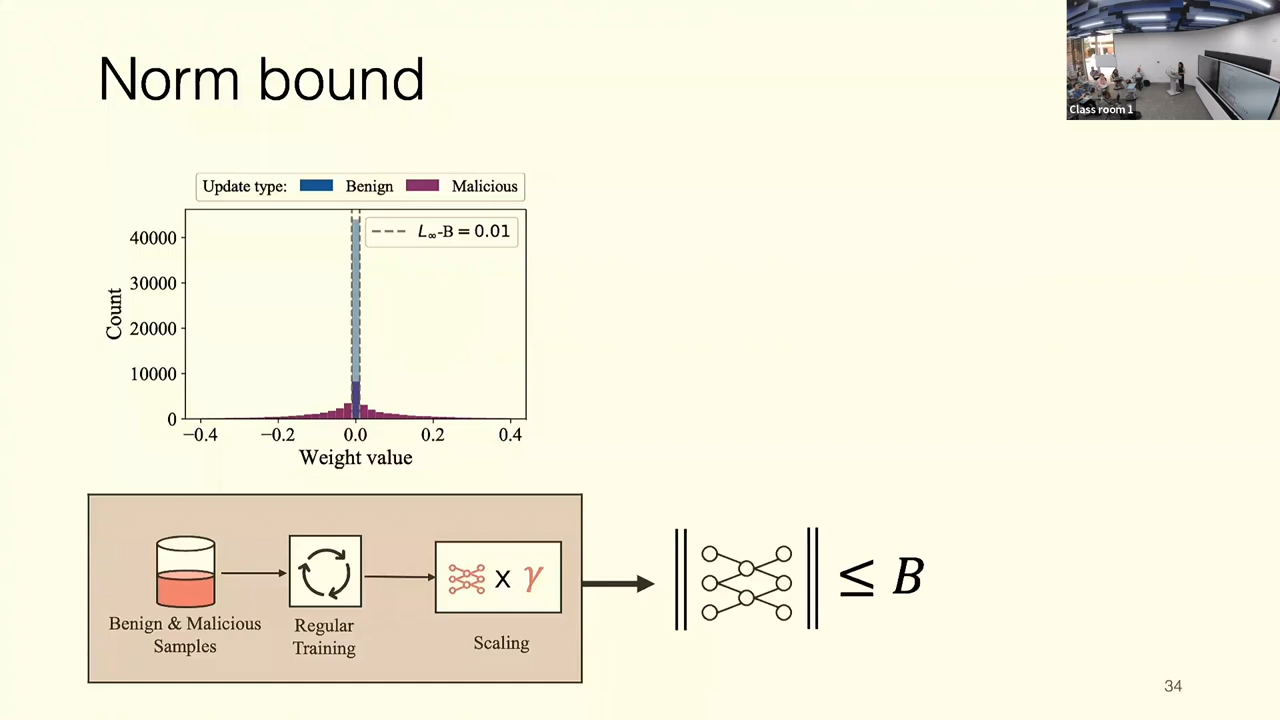 Norm bound
Class room 1
Update type: Benign Malicious
L∞-B = 0.01
40000
30000
20000
10000
0
Count
−0.4 −0.2 0.0 0.2 0.4
Weight value
x γ
Benign & Malicious
Samples
Regular
Training
Scaling
≤ B
34